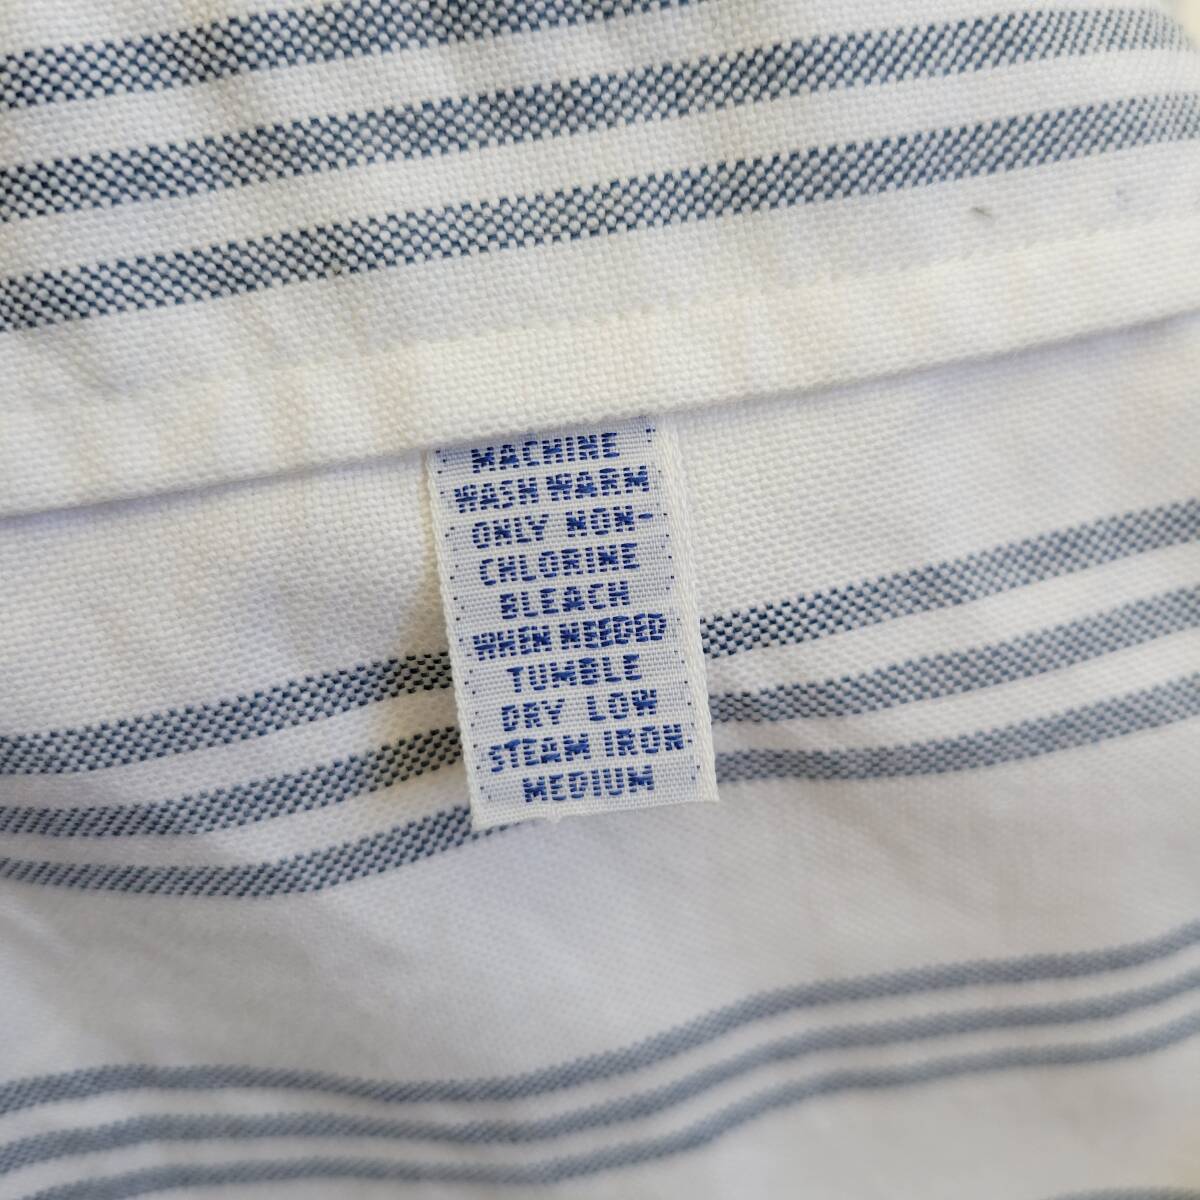 MACHINE
WASH WARM
ONLY NON-
CHLORINE
BLEACH
WHEN NEEDED
TUMBLE
DRY LOW
STEAM IRON
MEDIUM